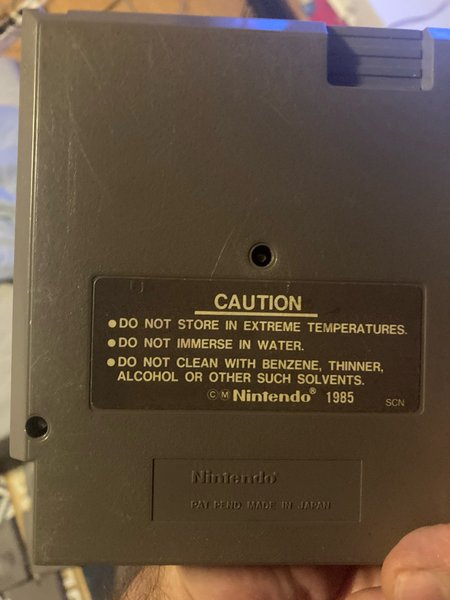 CAUTION
●DO NOT STORE IN EXTREME TEMPERATURES.
●DO NOT IMMERSE IN WATER.
●DO NOT CLEAN WITH BENZENE, THINNER,
ALCOHOL OR OTHER SUCH SOLVENTS.
©Ⓜ Nintendo® 1985 SCN
Nintendo®
PAT PEND MADE IN JAPAN